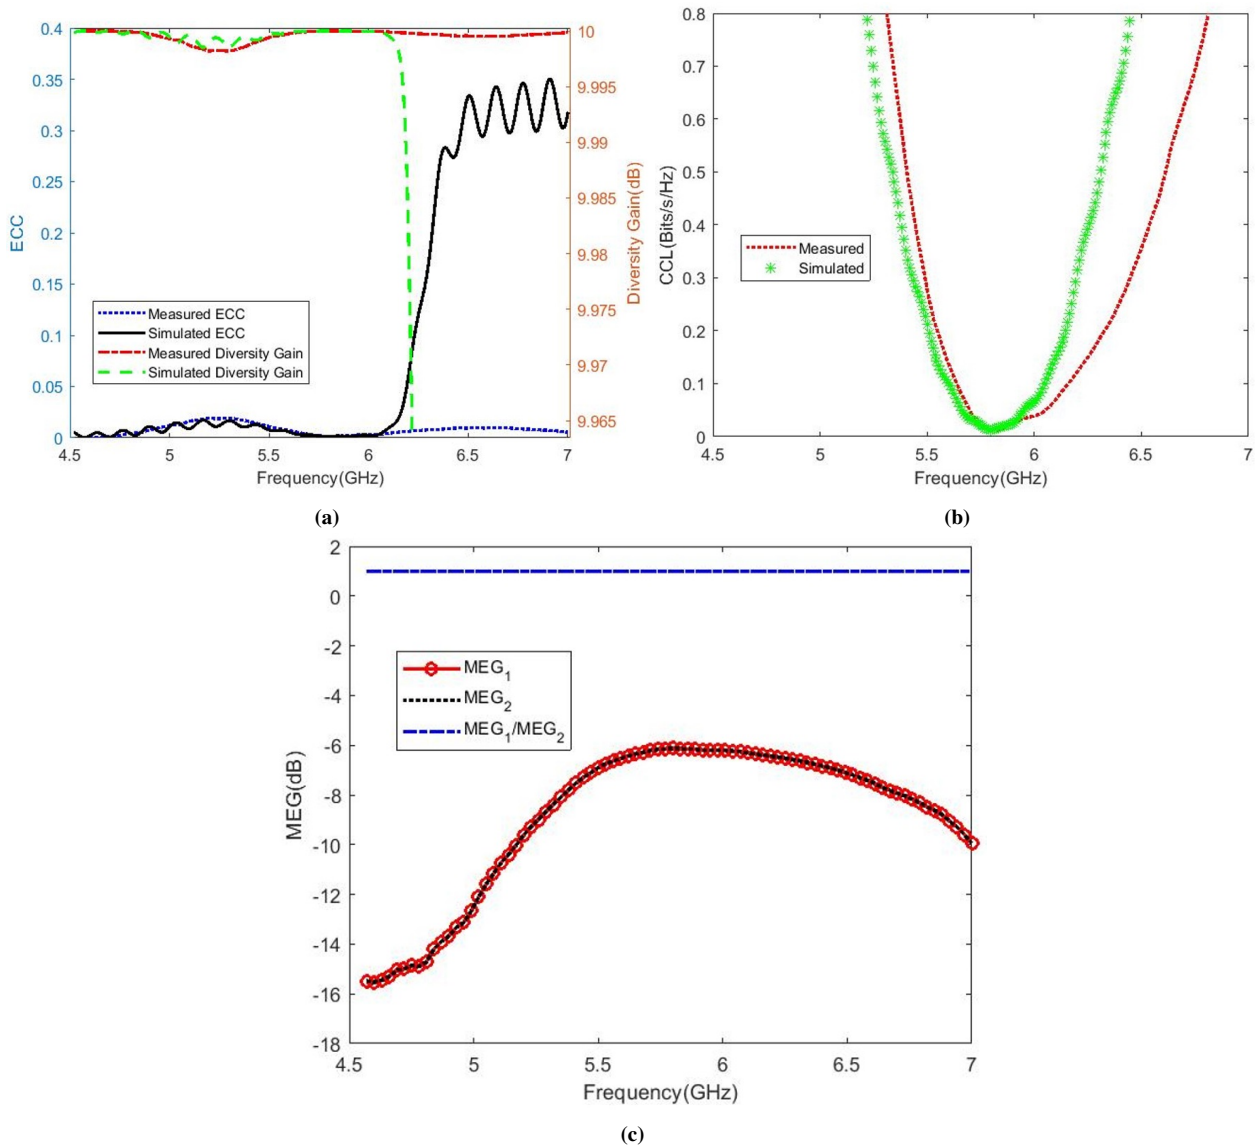 0.4
0.35
0.3
0.25
0.2
0.15
0.1
0.05
0
ECC
10
9.995
9.99
9.985
9.98
9.975
9.97
9.965
Diversity Gain(dB)
Measured ECC
Simulated ECC
Measured Diversity Gain
Simulated Diversity Gain
4.5 5 5.5 6 6.5 7
Frequency(GHz)
(a)
0.8
0.7
0.6
0.5
0.4
0.3
0.2
0.1
0
CCL(Bits/s/Hz)
Measured
Simulated
4.5 5 5.5 6 6.5 7
Frequency(GHz)
(b)
2
0
-2
-4
-6
-8
-10
-12
-14
-16
-18
MEG(dB)
MEG1
MEG2
MEG1/MEG2
4.5 5 5.5 6 6.5 7
Frequency(GHz)
(c)